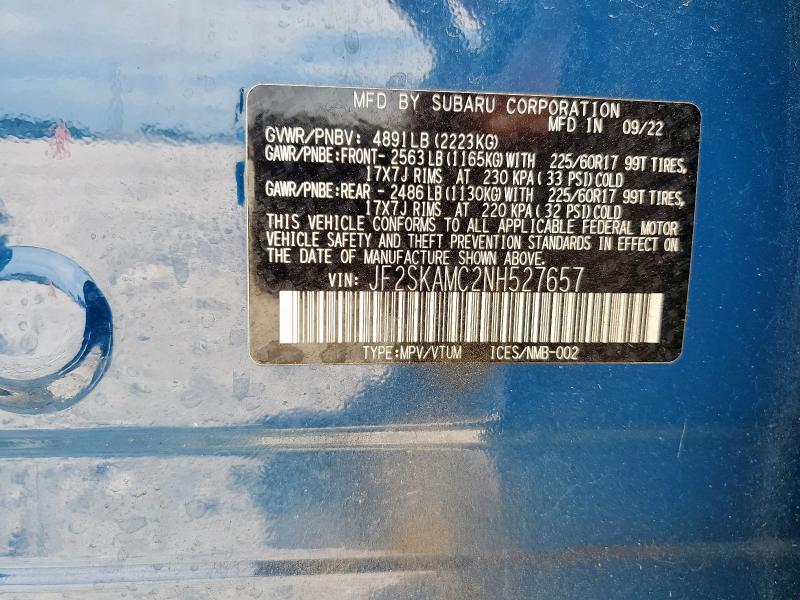 MFD BY SUBARU CORPORATION
MFD IN 09/22
GVWR/PNBV: 4891LB(2223KG)
GAWR/PNBE:FRONT- 2563LB(1165KG)WITH 225/60R17 99T TIRES,
17X7J RIMS AT 230 KPA( 33 PSI)COLD
GAWR/PNBE:REAR - 2486LB(1130KG)WITH 225/60R17 99T TIRES,
17X7J RIMS AT 220 KPA( 32 PSI)COLD
THIS VEHICLE CONFORMS TO ALL APPLICABLE FEDERAL MOTOR
VEHICLE SAFETY AND THEFT PREVENTION STANDARDS IN EFFECT ON
THE DATE OF MANUFACTURE SHOWN ABOVE.
VIN: JF2SKAMC2NH527657
TYPE:MPV/VTUM ICES/NMB-002